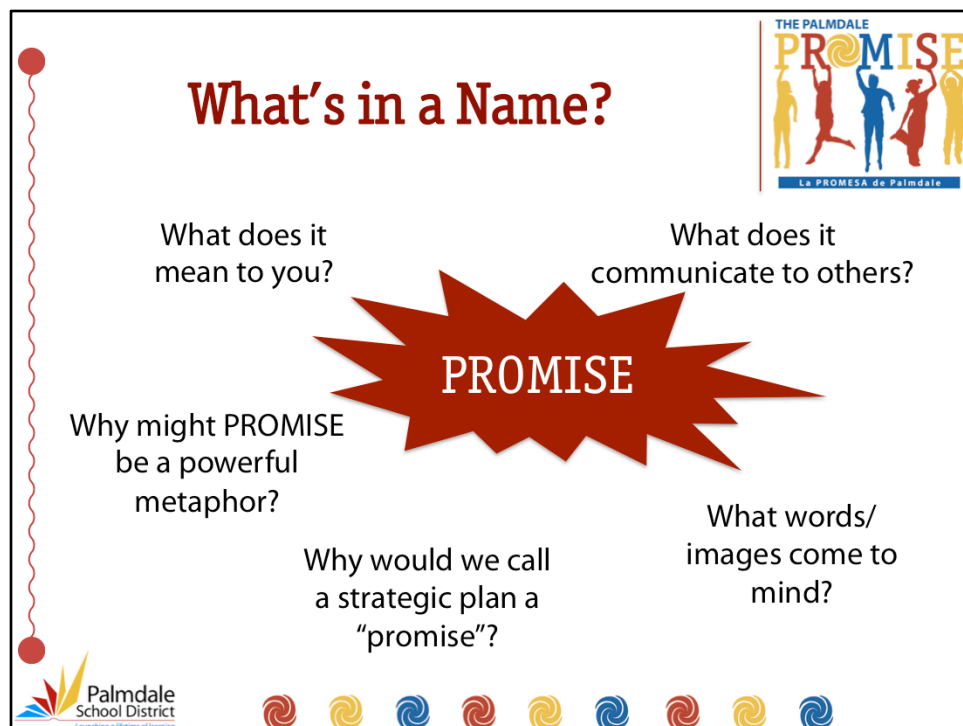 THE PALMDALE
PROMISE
La PROMESA de Palmdale
What's in a Name?
What does it
mean to you?
What does it
communicate to others?
PROMISE
Why might PROMISE
be a powerful
metaphor?
What words/
images come to
mind?
Why would we call
a strategic plan a
“promise”?
Palmdale
School District